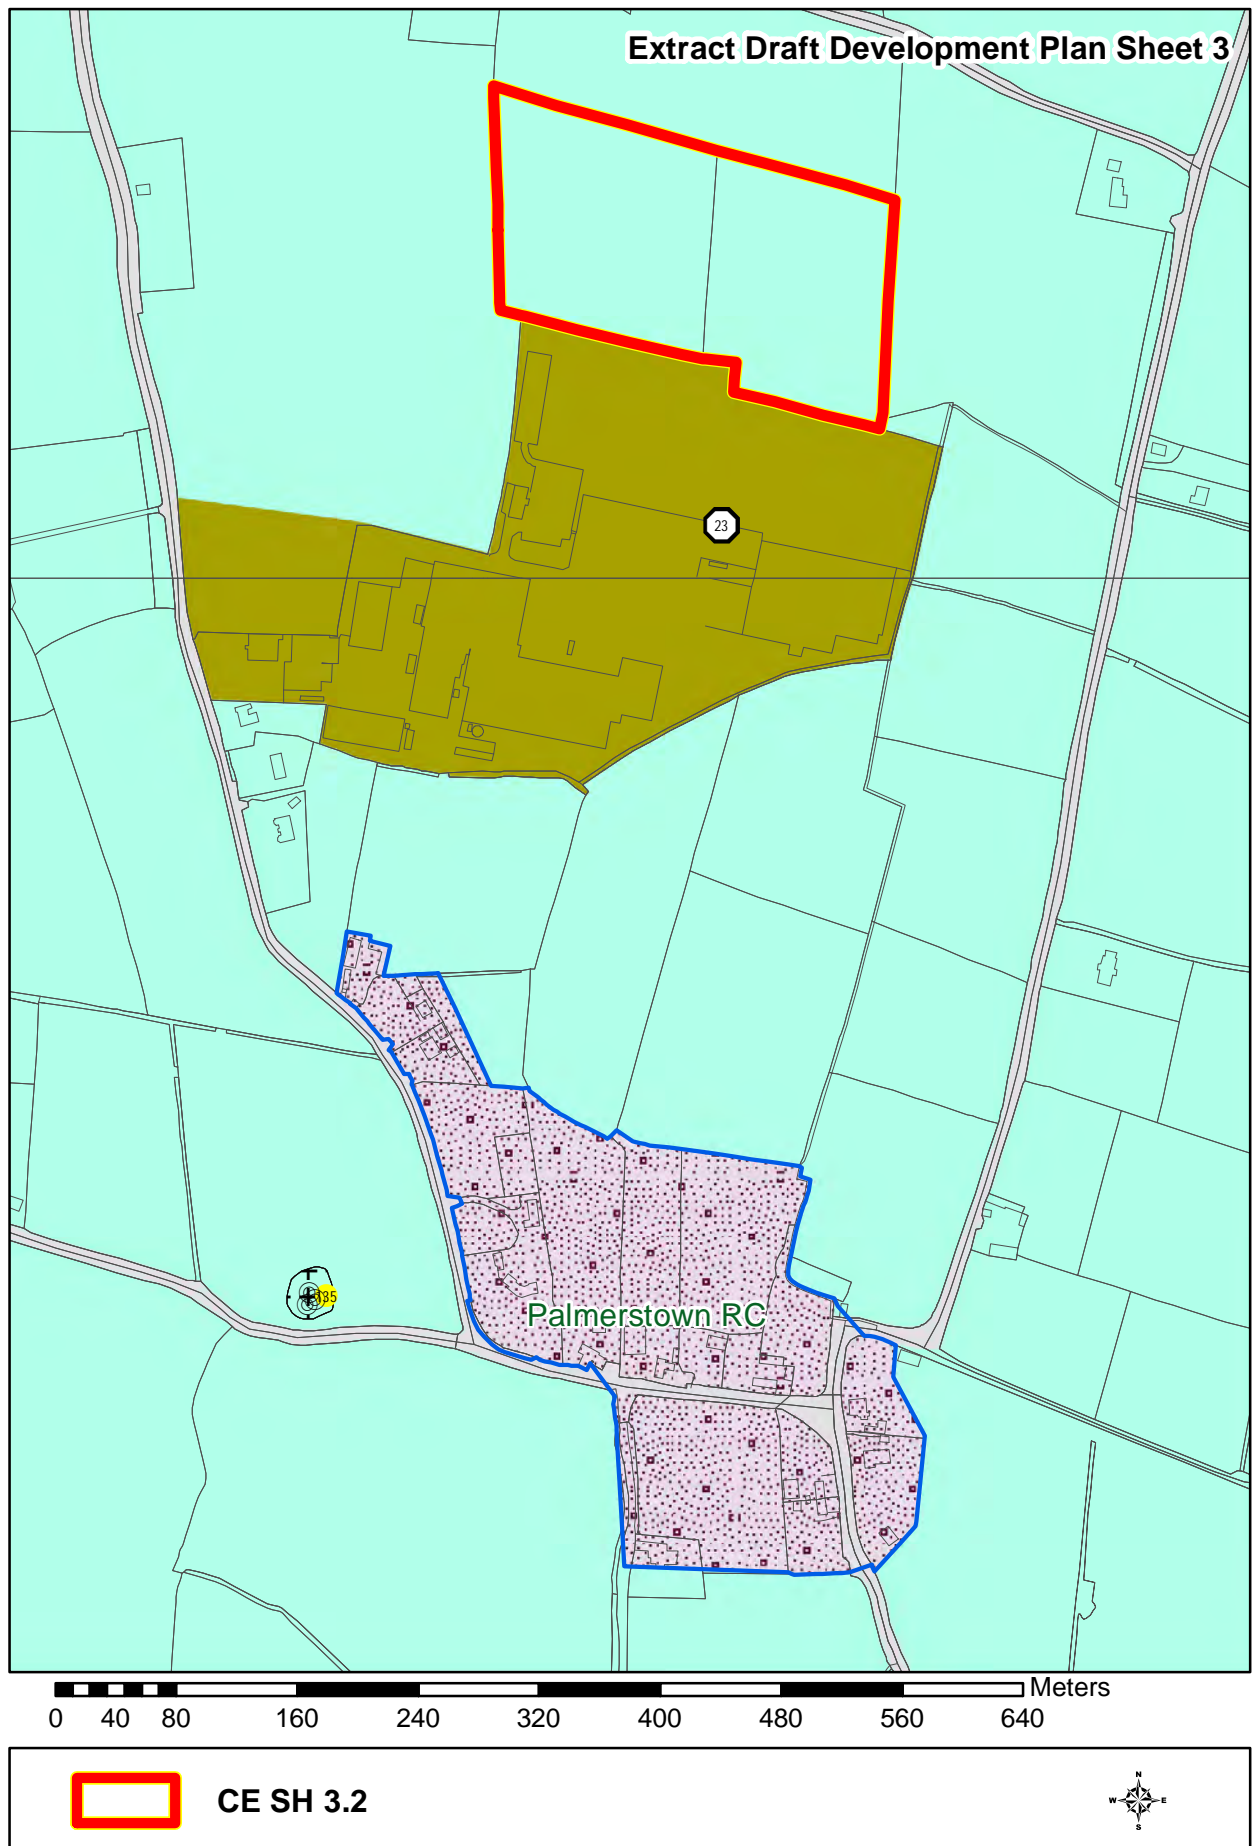 Extract Draft Development Plan Sheet 3
23
Palmerstown RC
Meters
0 40 80 160 240 320 400 480 560 640
CE SH 3.2
N
W E
S